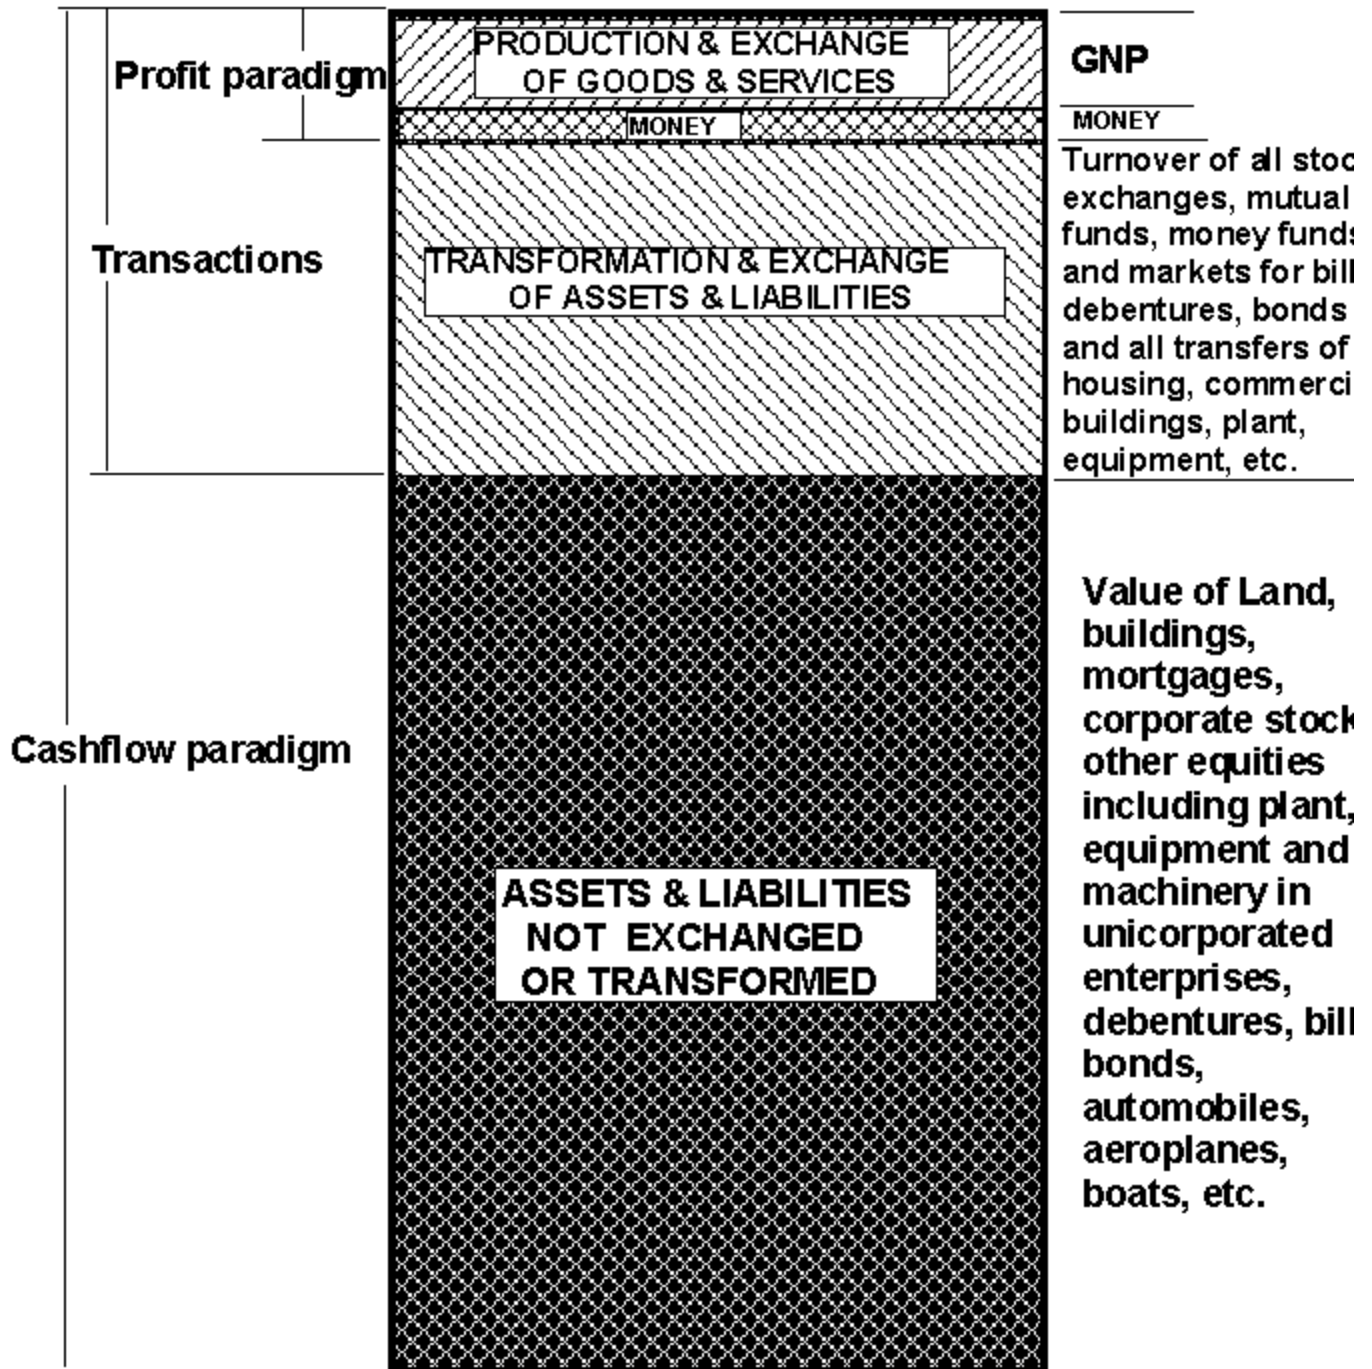 Profit paradigm
Transactions
Cashflow paradigm
PRODUCTION & EXCHANGE
OF GOODS & SERVICES
MONEY
TRANSFORMATION & EXCHANGE
OF ASSETS & LIABILITIES
ASSETS & LIABILITIES
NOT EXCHANGED
OR TRANSFORMED
GNP
MONEY
Turnover of all stoc
exchanges, mutual
funds, money funds
and markets for bill
debentures, bonds
and all transfers of
housing, commerci
buildings, plant,
equipment, etc.
Value of Land,
buildings,
mortgages,
corporate stock
other equities
including plant,
equipment and
machinery in
unicorporated
enterprises,
debentures, bill
bonds,
automobiles,
aeroplanes,
boats, etc.